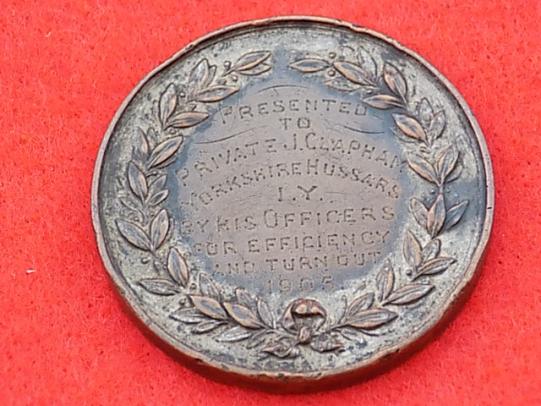 PRESENTED
TO
PRIVATE J. CLAPHAM
YORKSHIRE HUSSARS
I.Y.
BY HIS OFFICERS
FOR EFFICIENCY
AND TURN OUT